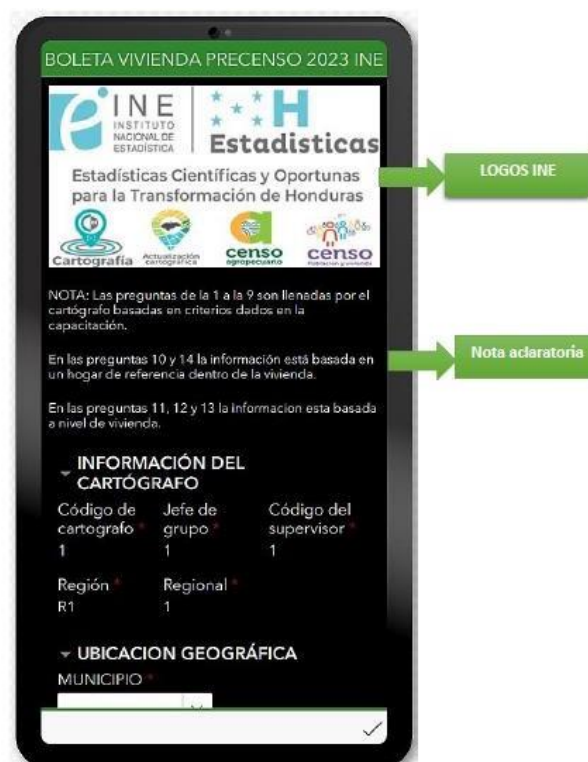 BOLETA VIVIENDA PRECENSO 2023 INE
INE
INSTITUTO
NACIONAL DE
ESTADÍSTICA
H
Estadísticas
Estadísticas Científicas y Oportunas
para la Transformación de Honduras
Cartografía
Actualización
cartográfica
censo
agropecuario
censo
Población y vivienda
LOGOS INE
NOTA: Las preguntas de la 1 a la 9 son llenadas por el
cartógrafo basadas en criterios dados en la
capacitación.
En las preguntas 10 y 14 la información está basada en
un hogar de referencia dentro de la vivienda.
Nota aclaratoria
En las preguntas 11, 12 y 13 la informacion esta basada
a nivel de vivienda.
INFORMACIÓN DEL
CARTÓGRAFO
Código de cartografo * Jefe de grupo * Código del supervisor *
1 1 1
Región * Regional *
R1 1
UBICACION GEOGRÁFICA
MUNICIPIO *